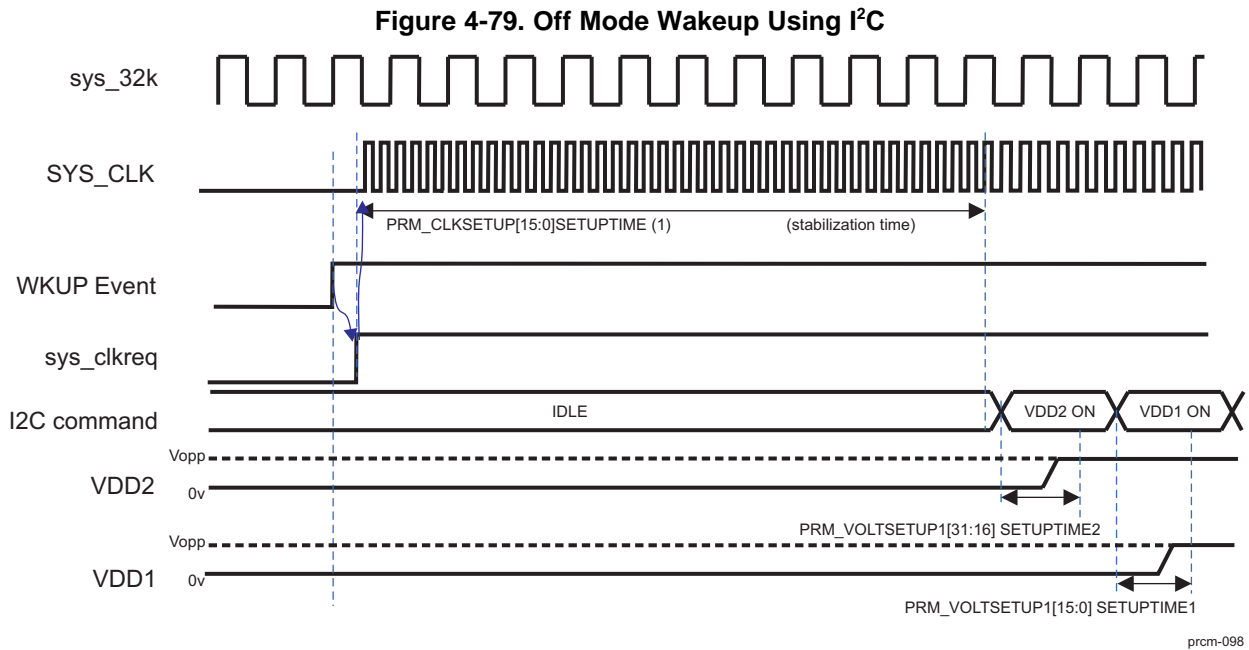 Figure 4-79. Off Mode Wakeup Using I²C
sys_32k
SYS_CLK
PRM_CLKSETUP[15:0]SETUPTIME (1) (stabilization time)
WKUP Event
sys_clkreq
I2C command
IDLE
VDD2 ON
VDD1 ON
Vopp
VDD2
0v
PRM_VOLTSETUP1[31:16] SETUPTIME2
Vopp
VDD1
0v
PRM_VOLTSETUP1[15:0] SETUPTIME1
prcm-098